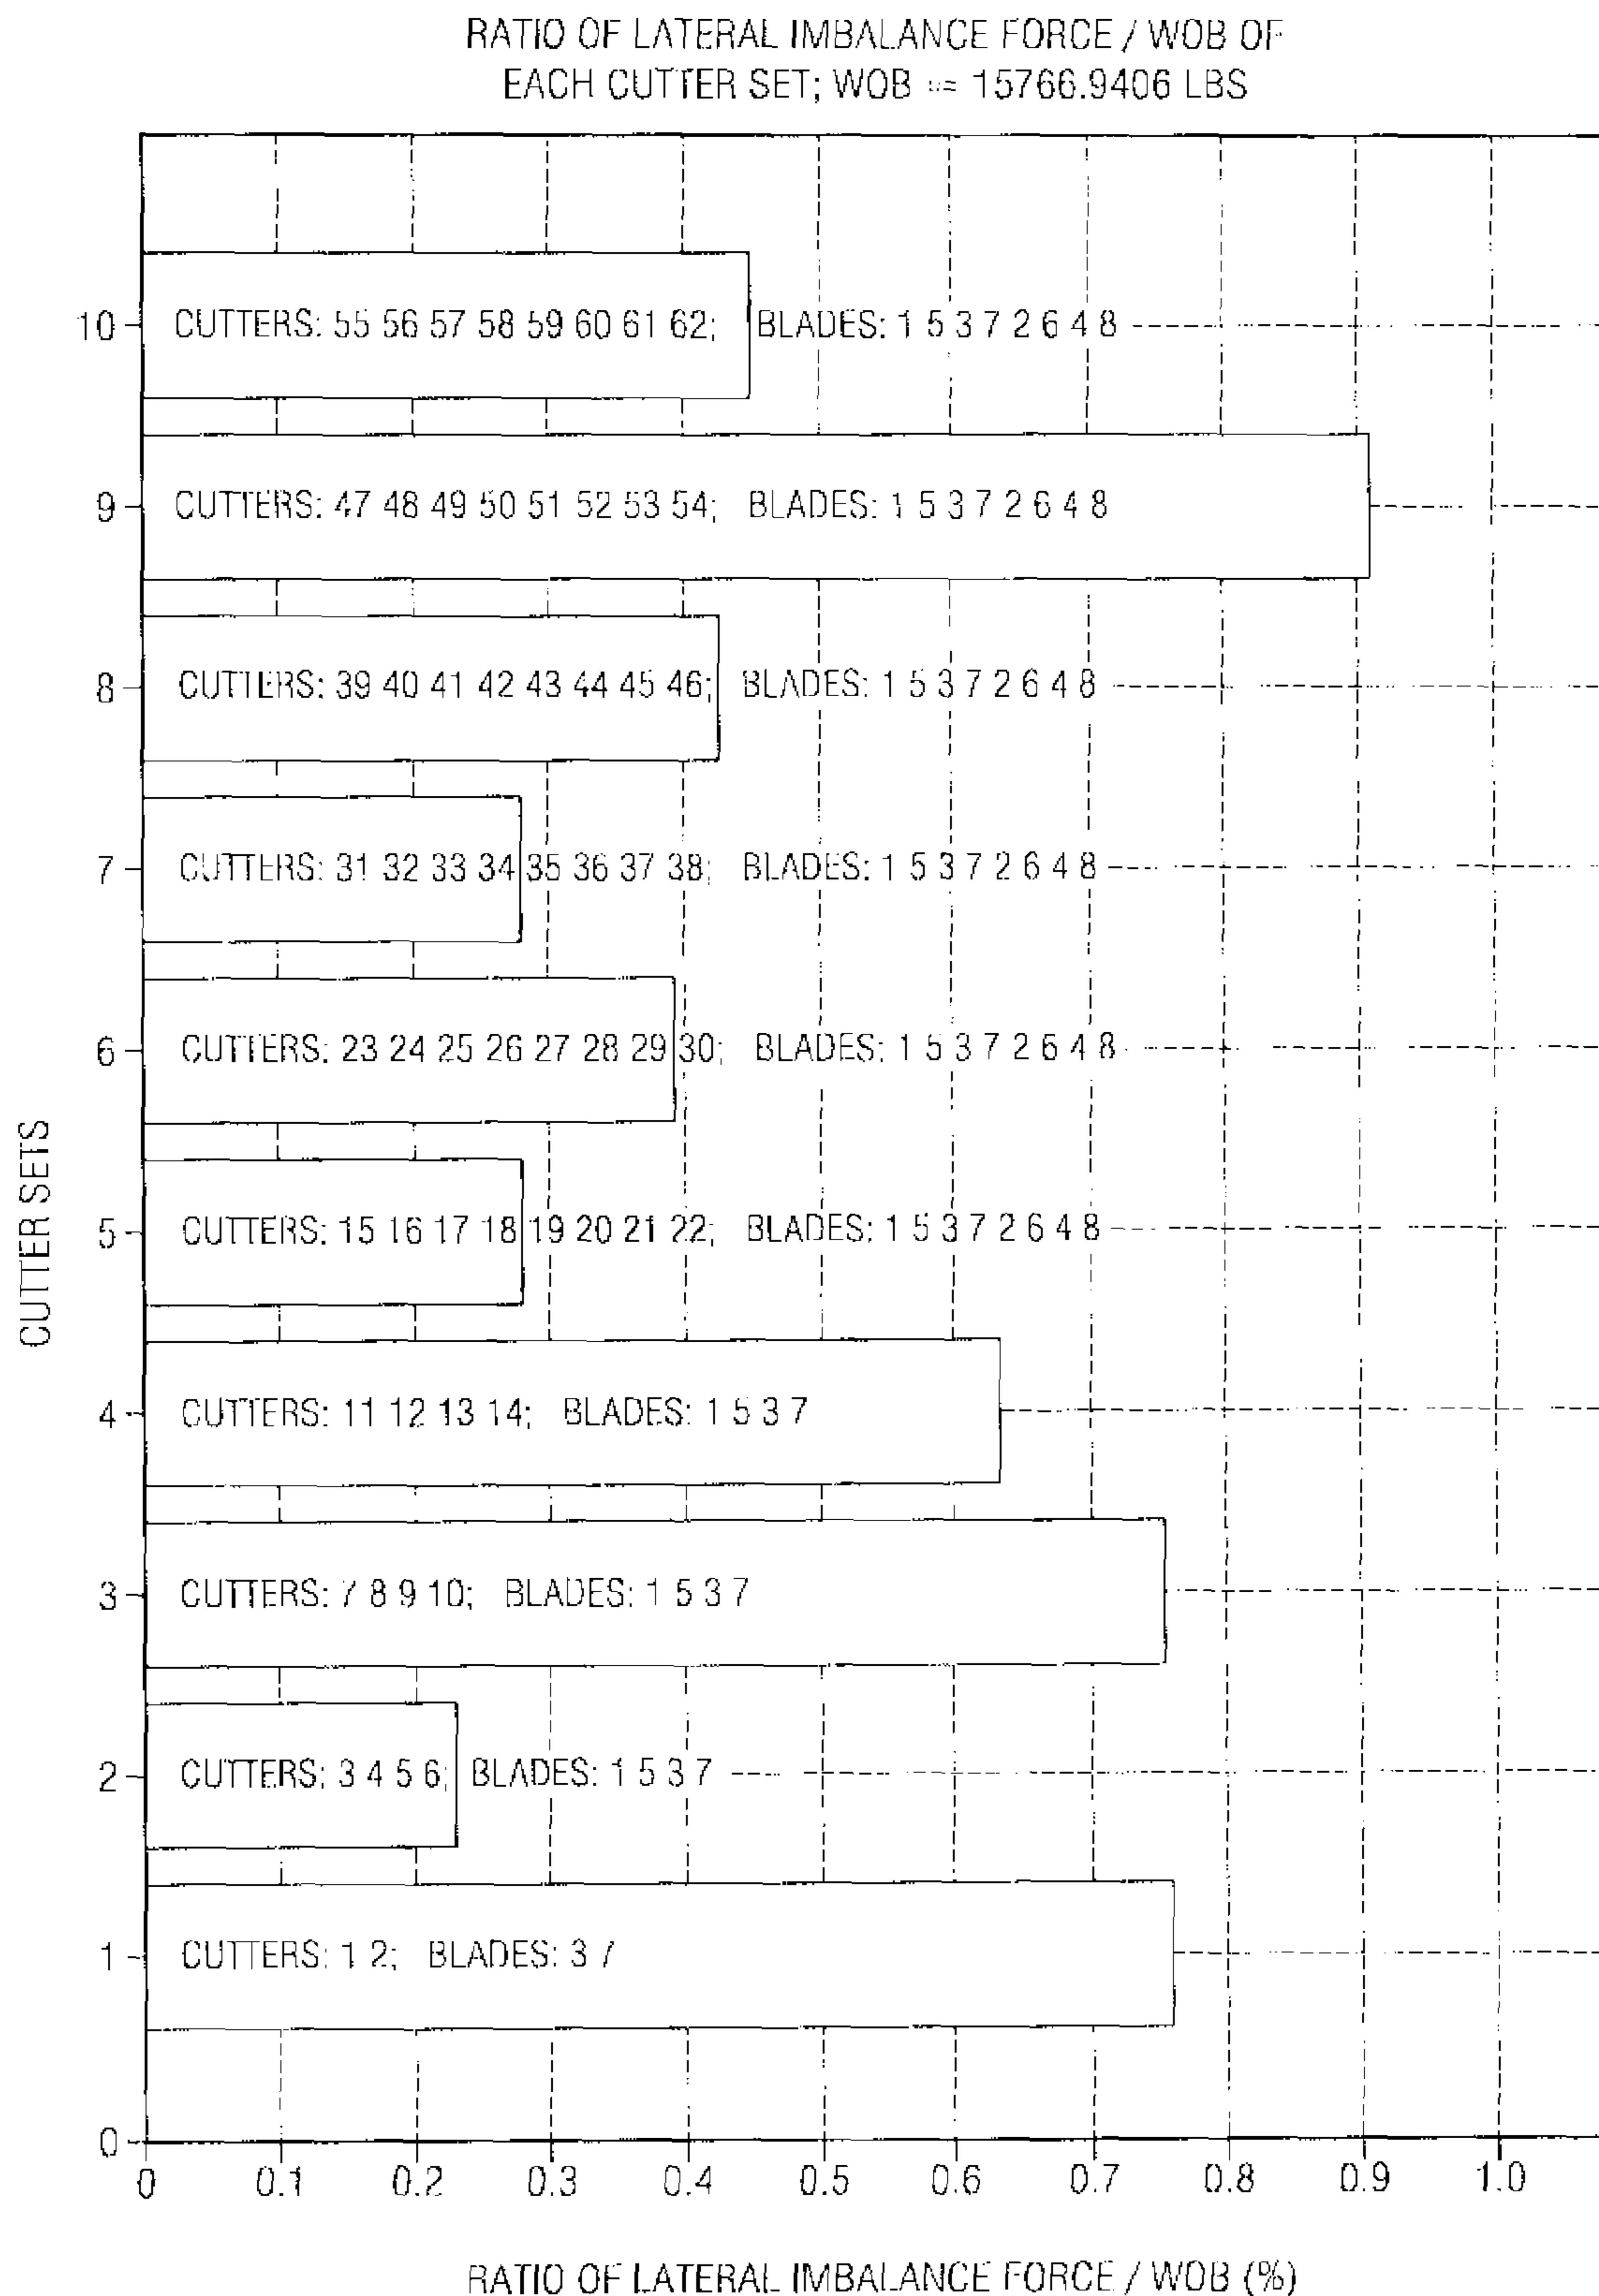 RATIO OF LATERAL IMBALANCE FORCE / WOB OF
EACH CUTTER SET; WOB = 15766.9406 LBS
10 CUTTERS: 55 56 57 58 59 60 61 62; BLADES: 1 5 3 7 2 6 4 8
9 CUTTERS: 47 48 49 50 51 52 53 54; BLADES: 1 5 3 7 2 6 4 8
8 CUTTERS: 39 40 41 42 43 44 45 46; BLADES: 1 5 3 7 2 6 4 8
7 CUTTERS: 31 32 33 34 35 36 37 38; BLADES: 1 5 3 7 2 6 4 8
6 CUTTERS: 23 24 25 26 27 28 29 30; BLADES: 1 5 3 7 2 6 4 8
5 CUTTERS: 15 16 17 18 19 20 21 22; BLADES: 1 5 3 7 2 6 4 8
4 CUTTERS: 11 12 13 14; BLADES: 1 5 3 7
3 CUTTERS: 7 8 9 10; BLADES: 1 5 3 7
2 CUTTERS: 3 4 5 6; BLADES: 1 5 3 7
1 CUTTERS: 1 2; BLADES: 3 7
0
CUTTER SETS
0 0.1 0.2 0.3 0.4 0.5 0.6 0.7 0.8 0.9 1.0
RATIO OF LATERAL IMBALANCE FORCE / WOB (%)